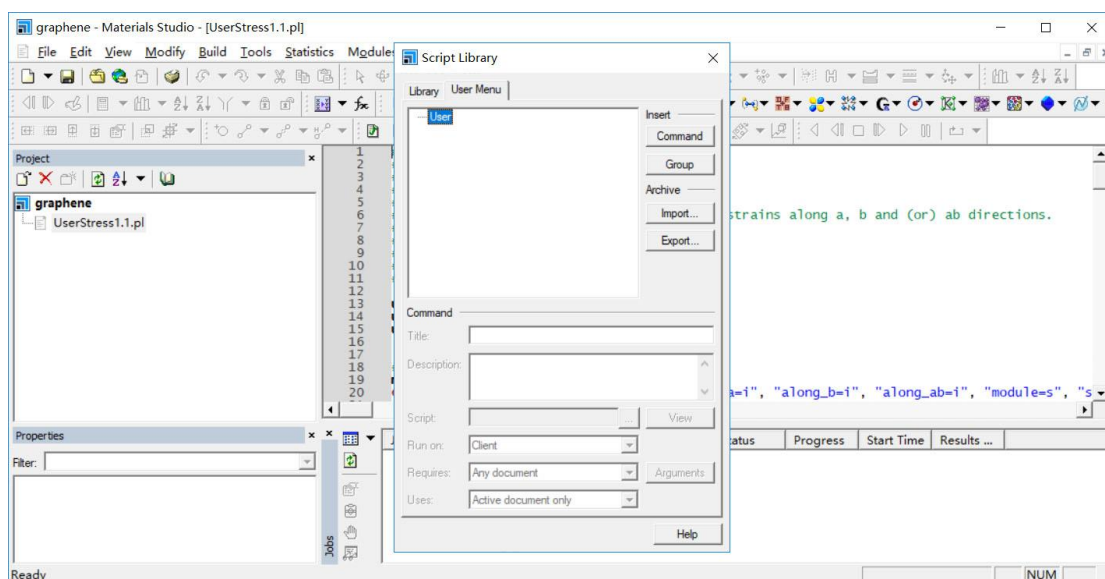 graphene - Materials Studio - [UserStress1.1.pl]
File Edit View Modify Build Tools Statistics Modules
Script Library
Library User Menu
User
Insert
Command
Group
Archive
Import...
Export...
Command
Title:
Description:
Script:
...
View
Run on: Client
Requires: Any document
Arguments
Uses: Active document only
Help
Project
graphene
UserStress1.1.pl
1
2
3
4
5
6
7
8
9
10
11
12
13
14
15
16
17
18
19
20
strains along a, b and (or) ab directions.
a=i", "along_b=i", "along_ab=i", "module=s", "s
Properties
Filter:
Jobs
tatus Progress Start Time Results ...
Ready
NUM